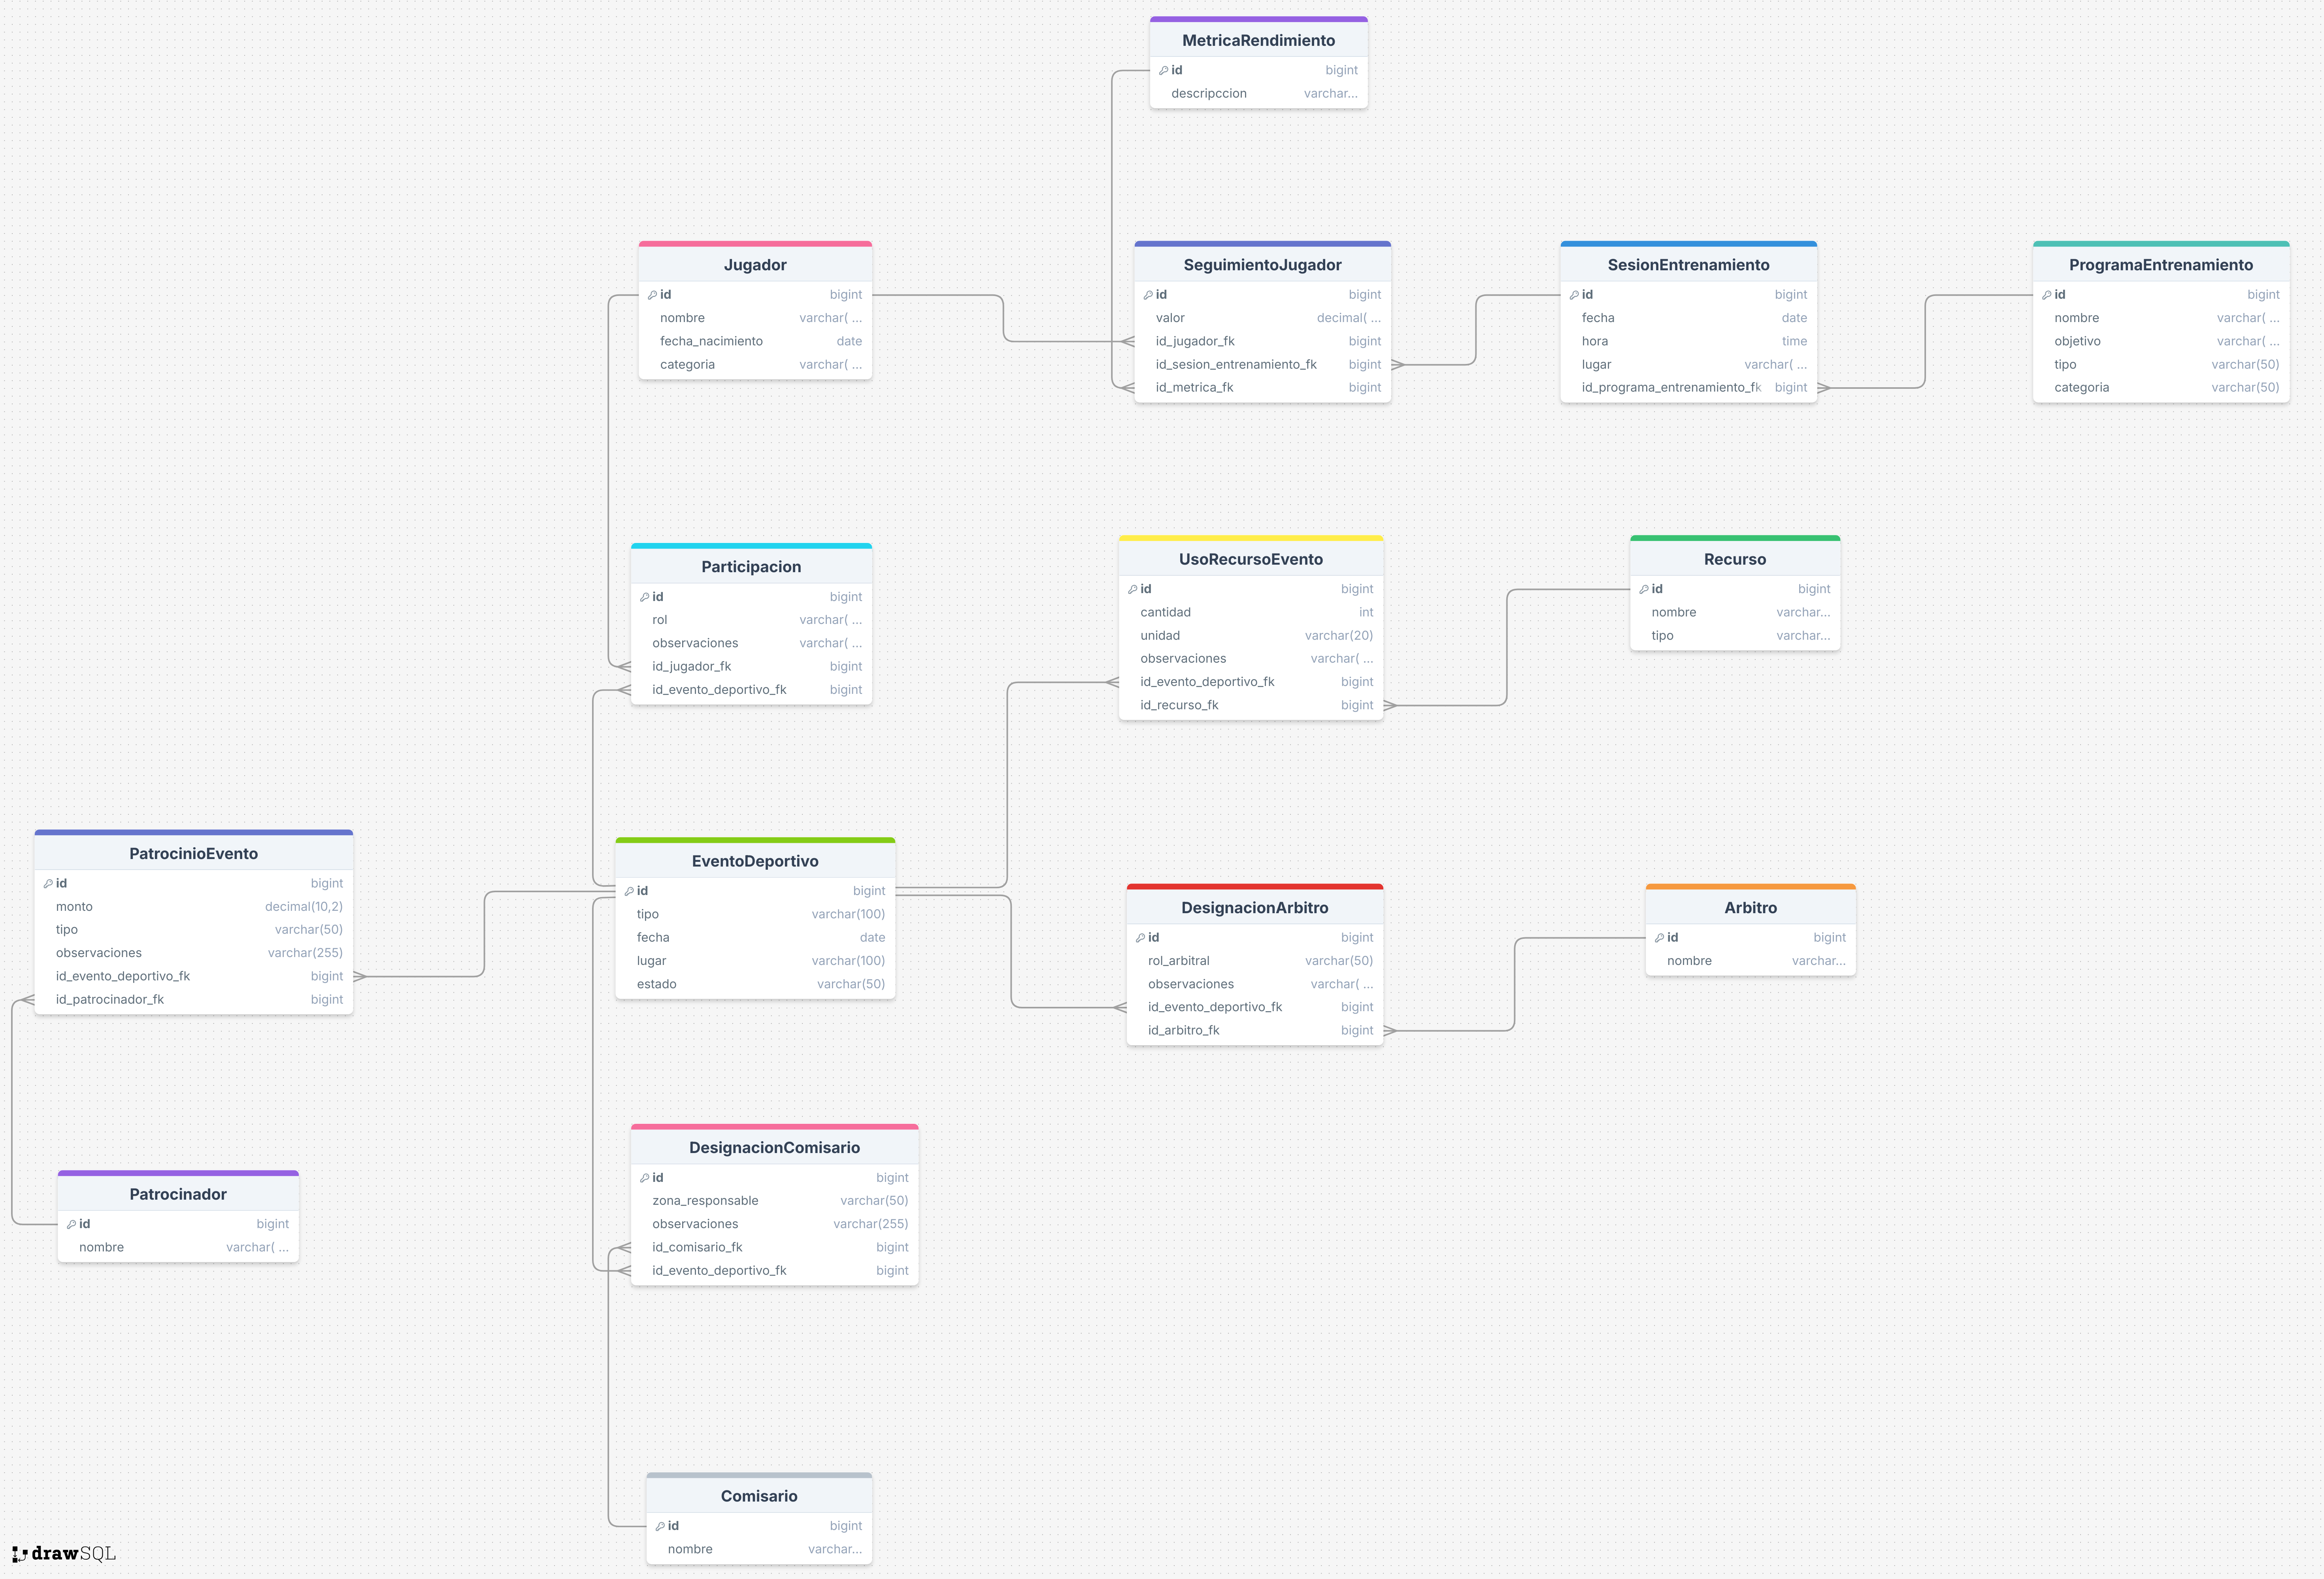 MetricaRendimiento
id bigint
descripccion varchar...
Jugador
id bigint
nombre varchar( ...
fecha_nacimiento date
categoria varchar( ...
SeguimientoJugador
id bigint
valor decimal( ...
id_jugador_fk bigint
id_sesion_entrenamiento_fk bigint
id_metrica_fk bigint
SesionEntrenamiento
id bigint
fecha date
hora time
lugar varchar( ...
id_programa_entrenamiento_fk bigint
ProgramaEntrenamiento
id bigint
nombre varchar( ...
objetivo varchar( ...
tipo varchar(50)
categoria varchar(50)
Participacion
id bigint
rol varchar( ...
observaciones varchar( ...
id_jugador_fk bigint
id_evento_deportivo_fk bigint
UsoRecursoEvento
id bigint
cantidad int
unidad varchar(20)
observaciones varchar( ...
id_evento_deportivo_fk bigint
id_recurso_fk bigint
Recurso
id bigint
nombre varchar...
tipo varchar...
PatrocinioEvento
id bigint
monto decimal(10,2)
tipo varchar(50)
observaciones varchar(255)
id_evento_deportivo_fk bigint
id_patrocinador_fk bigint
EventoDeportivo
id bigint
tipo varchar(100)
fecha date
lugar varchar(100)
estado varchar(50)
DesignacionArbitro
id bigint
rol_arbitral varchar(50)
observaciones varchar( ...
id_evento_deportivo_fk bigint
id_arbitro_fk bigint
Arbitro
id bigint
nombre varchar...
DesignacionComisario
id bigint
zona_responsable varchar(50)
observaciones varchar(255)
id_comisario_fk bigint
id_evento_deportivo_fk bigint
Patrocinador
id bigint
nombre varchar( ...
Comisario
id bigint
nombre varchar...
drawSQL